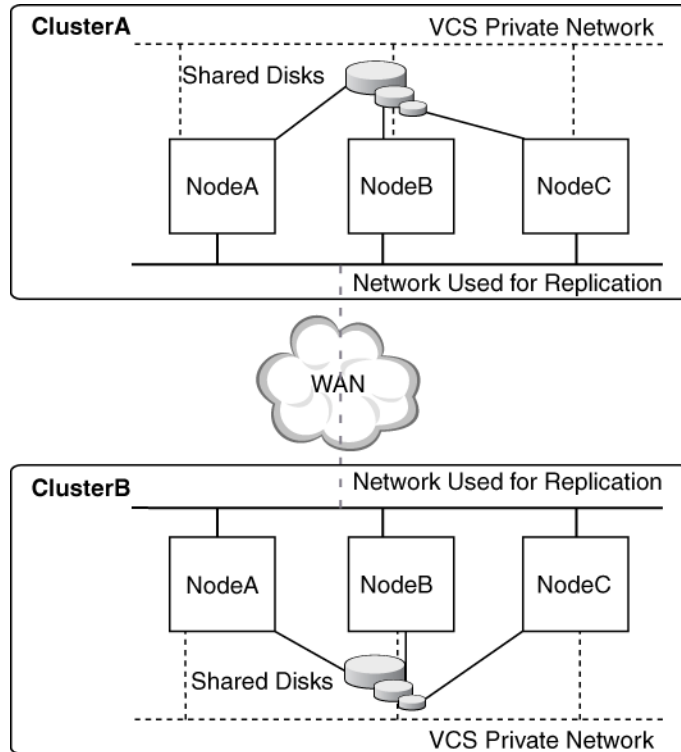 ClusterA
VCS Private Network
Shared Disks
NodeA
NodeB
NodeC
Network Used for Replication
WAN
Network Used for Replication
ClusterB
NodeA
NodeB
NodeC
Shared Disks
VCS Private Network